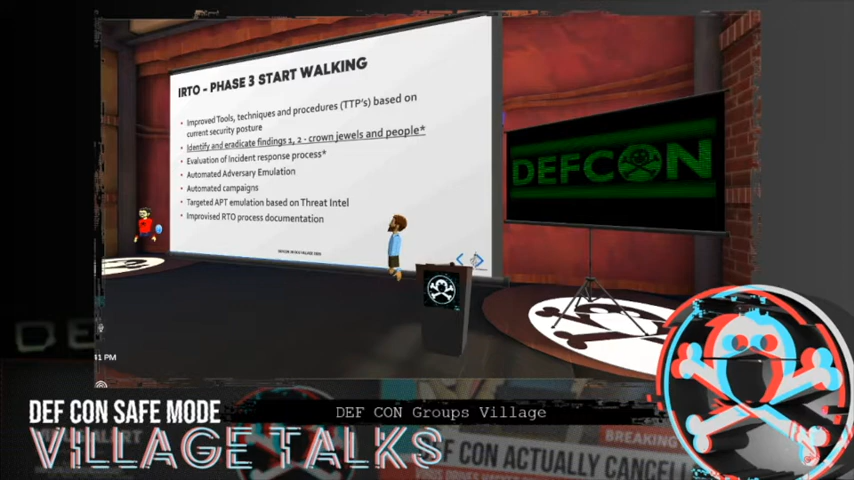 IRTO - PHASE 3 START WALKING
• Improved Tools, techniques and procedures (TTP's) based on
current security posture
• Identify and eradicate findings 1, 2 - crown jewels and people*
• Evaluation of Incident response process*
• Automated Adversary Emulation
• Automated campaigns
• Targeted APT emulation based on Threat Intel
• Improvised RTO process documentation
DEFCON
41 PM
DEF CON SAFE MODE
DEF CON Groups Village
VILLAGE TALKS
BREAKING
F CON ACTUALLY CANCELL